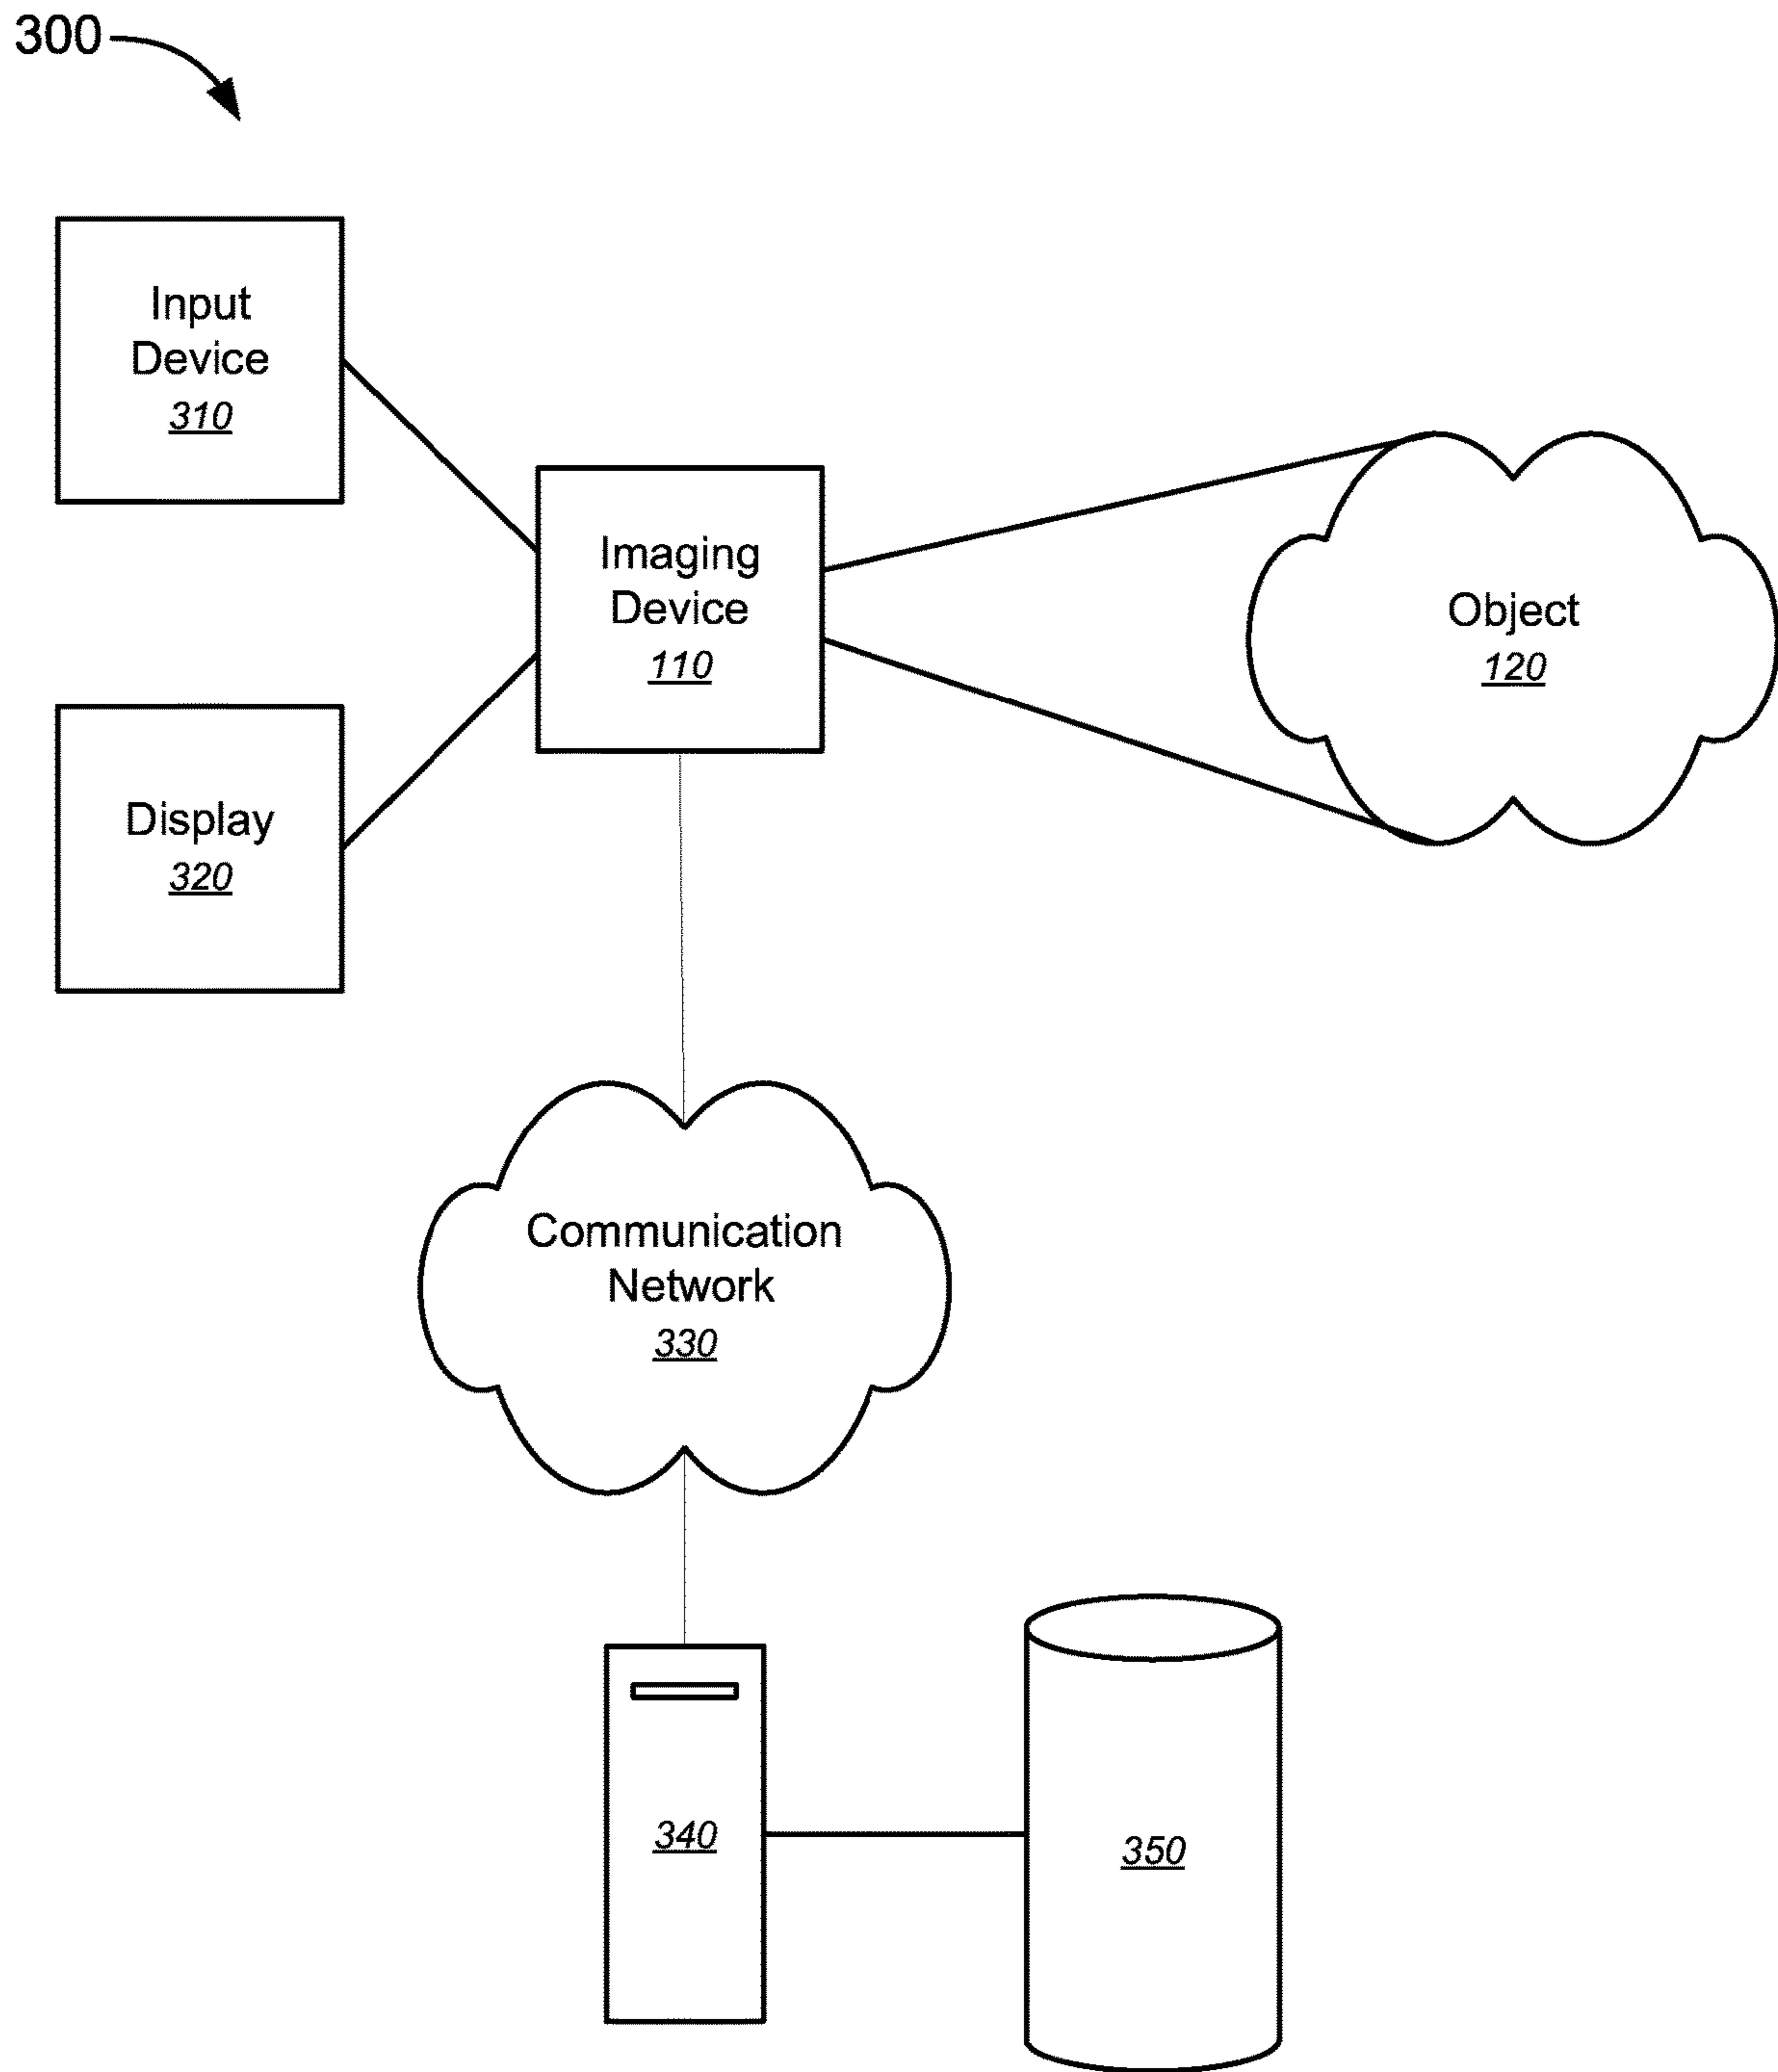 300
Input
Device
310
Imaging
Device
110
Object
120
Display
320
Communication
Network
330
340
350